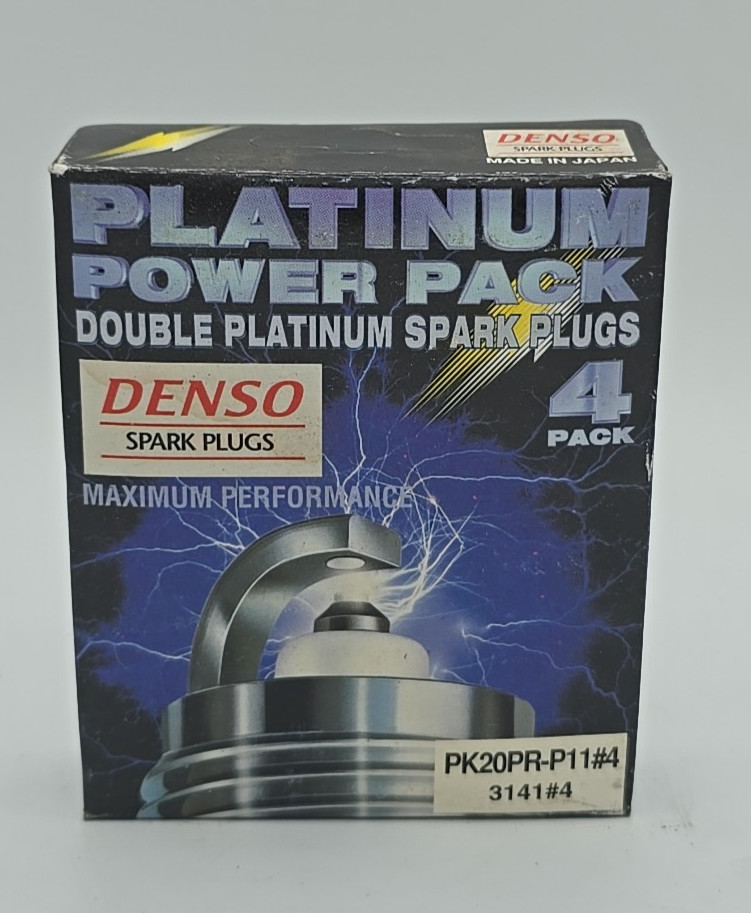 DENSO
SPARK PLUGS
MADE IN JAPAN
PLATINUM
POWER PACK
DOUBLE PLATINUM SPARK PLUGS
4
PACK
DENSO
SPARK PLUGS
MAXIMUM PERFORMANCE
PK20PR-P11#4
3141#4